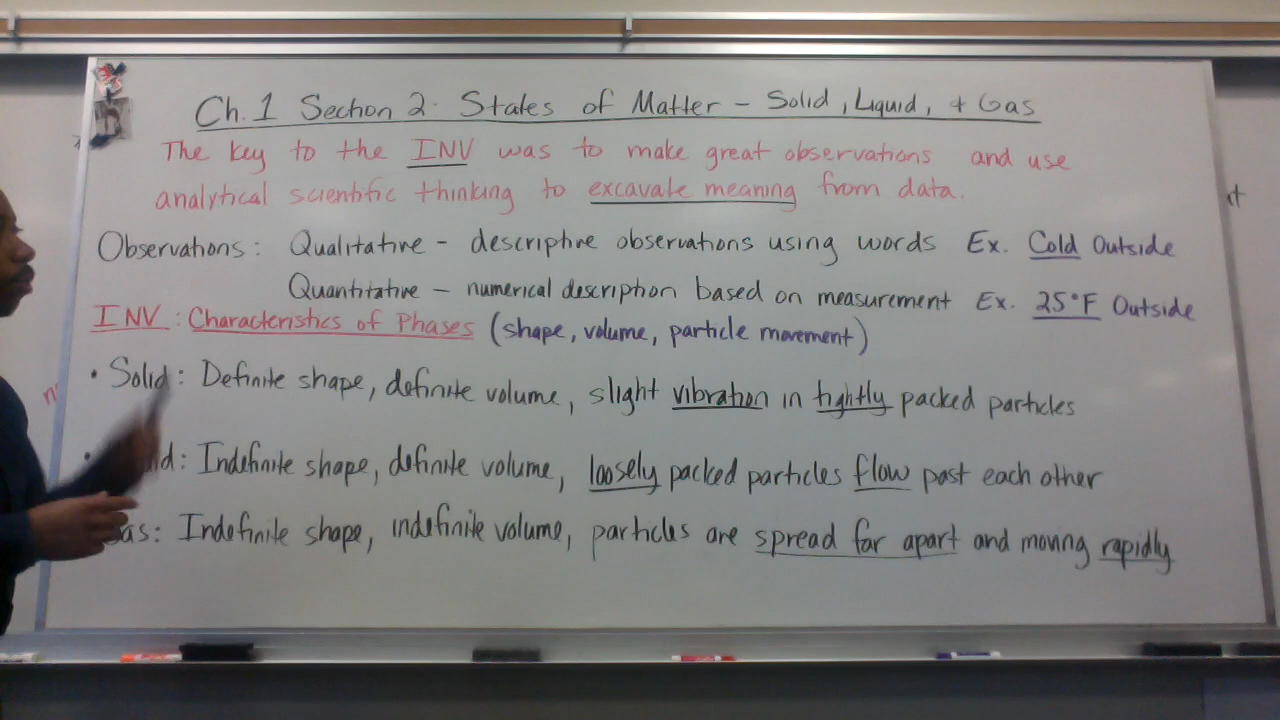 Ch. 1 Section 2: States of Matter – Solid, Liquid, + Gas
The key to the INV was to make great observations and use
analytical scientific thinking to excavate meaning from data.
Observations: Qualitative – descriptive observations using words Ex. Cold Outside
Quantitative – numerical description based on measurement Ex. 25°F Outside
INV: Characteristics of Phases (shape, volume, particle movement)
• Solid: Definite shape, definite volume, slight vibration in tightly packed particles
: Indefinite shape, definite volume, loosely packed particles flow past each other
: Indefinite shape, indefinite volume, particles are spread far apart and moving rapidly